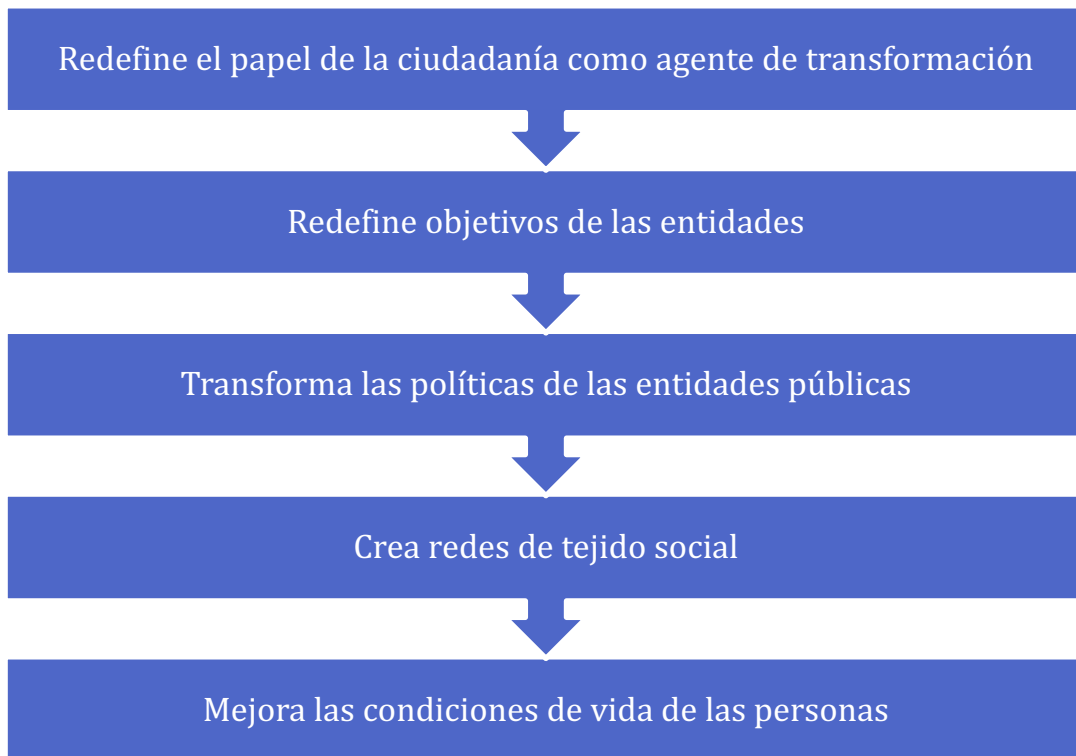 Redefine el papel de la ciudadanía como agente de transformación
Redefine objetivos de las entidades
Transforma las políticas de las entidades públicas
Crea redes de tejido social
Mejora las condiciones de vida de las personas